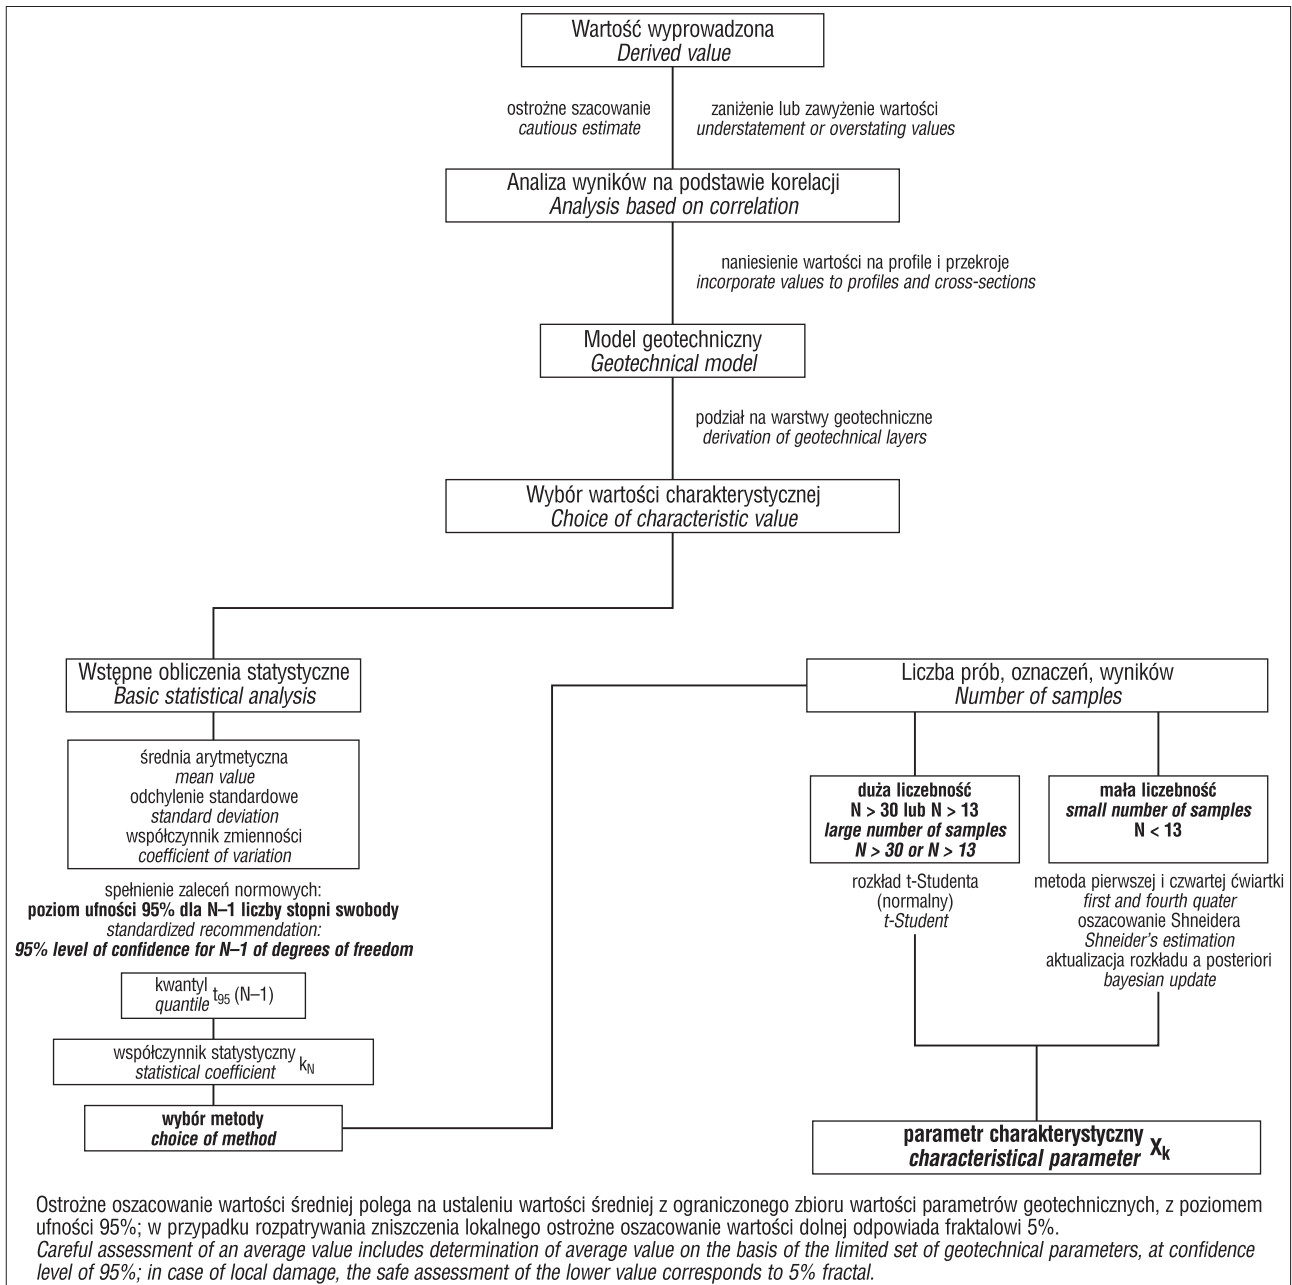 Wartość wyprowadzona
Derived value
ostrożne szacowanie
cautious estimate
zaniżenie lub zawyżenie wartości
understatement or overstating values
Analiza wyników na podstawie korelacji
Analysis based on correlation
naniesienie wartości na profile i przekroje
incorporate values to profiles and cross-sections
Model geotechniczny
Geotechnical model
podział na warstwy geotechniczne
derivation of geotechnical layers
Wybór wartości charakterystycznej
Choice of characteristic value
Wstępne obliczenia statystyczne
Basic statistical analysis
średnia arytmetyczna
mean value
odchylenie standardowe
standard deviation
współczynnik zmienności
coefficient of variation
spełnienie zaleceń normowych:
poziom ufności 95% dla N–1 liczby stopni swobody
standardized recommendation:
95% level of confidence for N–1 of degrees of freedom
kwantyl
quantile t95 (N–1)
współczynnik statystyczny
statistical coefficient kN
wybór metody
choice of method
Liczba prób, oznaczeń, wyników
Number of samples
duża liczebność
N > 30 lub N > 13
large number of samples
N > 30 or N > 13
rozkład t-Studenta
(normalny)
t-Student
mała liczebność
small number of samples
N < 13
metoda pierwszej i czwartej ćwiartki
first and fourth quater
oszacowanie Shneidera
Shneider's estimation
aktualizacja rozkładu a posteriori
bayesian update
parametr charakterystyczny
characteristical parameter Xk
Ostrożne oszacowanie wartości średniej polega na ustaleniu wartości średniej z ograniczonego zbioru wartości parametrów geotechnicznych, z poziomem
ufności 95%; w przypadku rozpatrywania zniszczenia lokalnego ostrożne oszacowanie wartości dolnej odpowiada fraktalowi 5%.
Careful assessment of an average value includes determination of average value on the basis of the limited set of geotechnical parameters, at confidence
level of 95%; in case of local damage, the safe assessment of the lower value corresponds to 5% fractal.